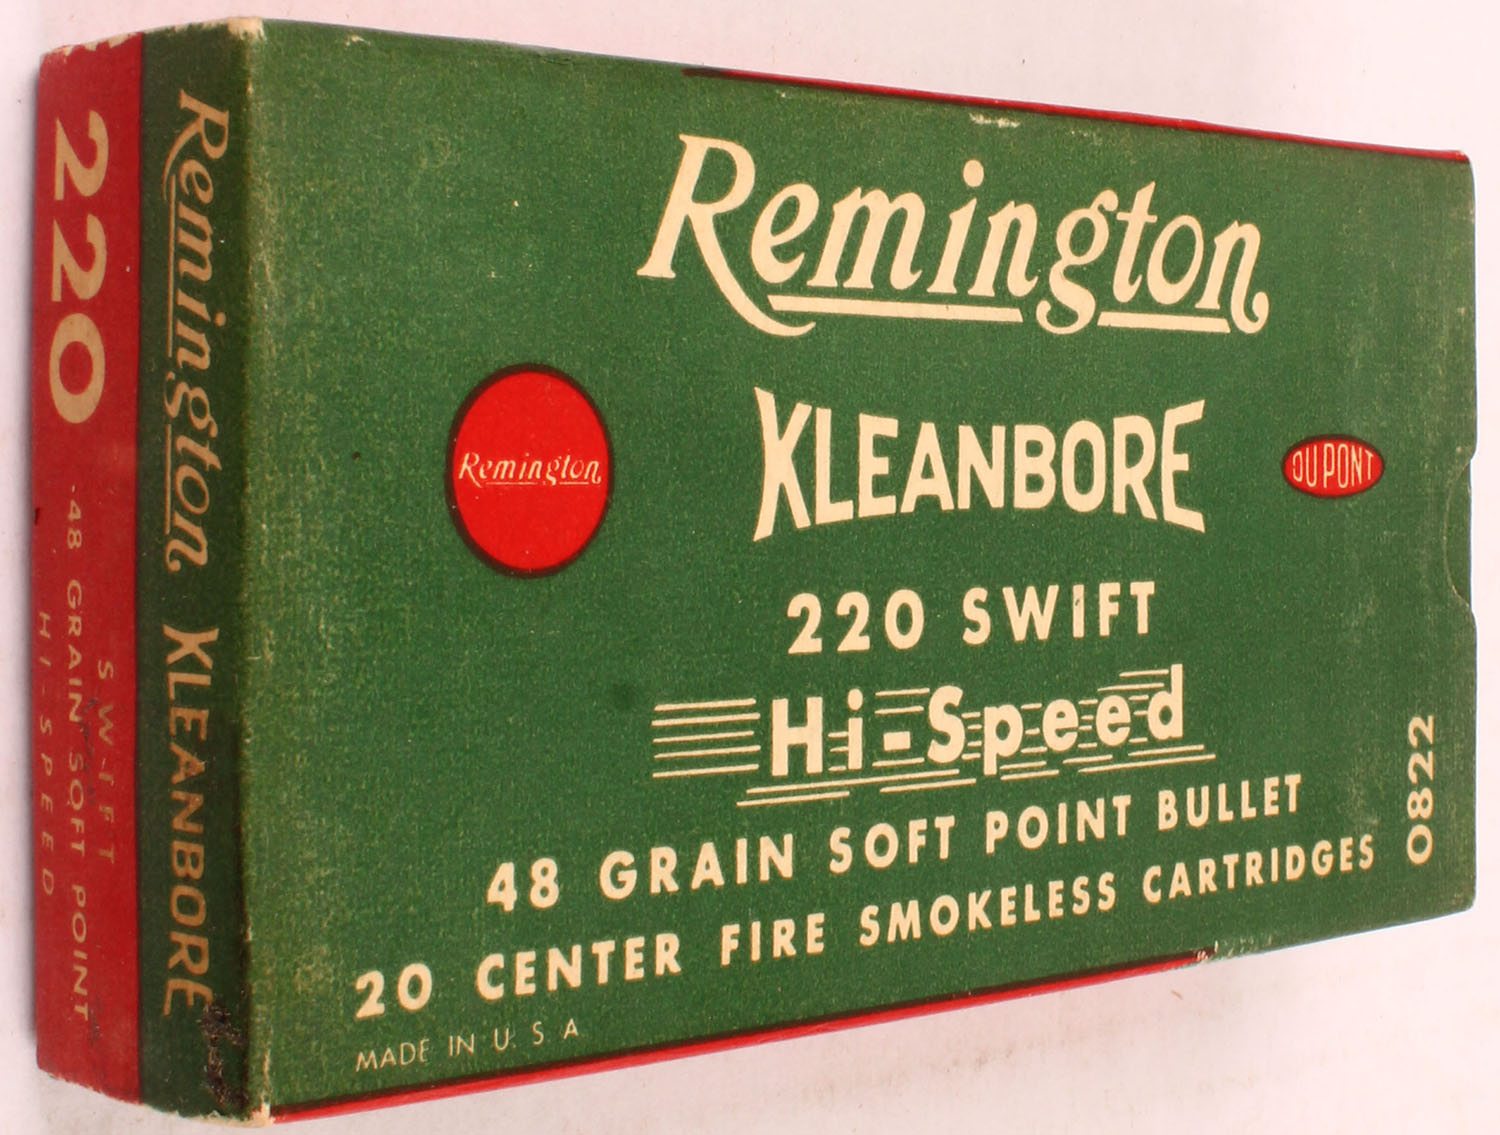 Remington
KLEANBORE
Remington
DUPONT
220 SWIFT
Hi-Speed
48 GRAIN SOFT POINT BULLET
20 CENTER FIRE SMOKELESS CARTRIDGES
MADE IN U. S. A
0822
Remington KLEANBORE
220
SWIFT
48 GRAIN SOFT POINT
HI-SPEED